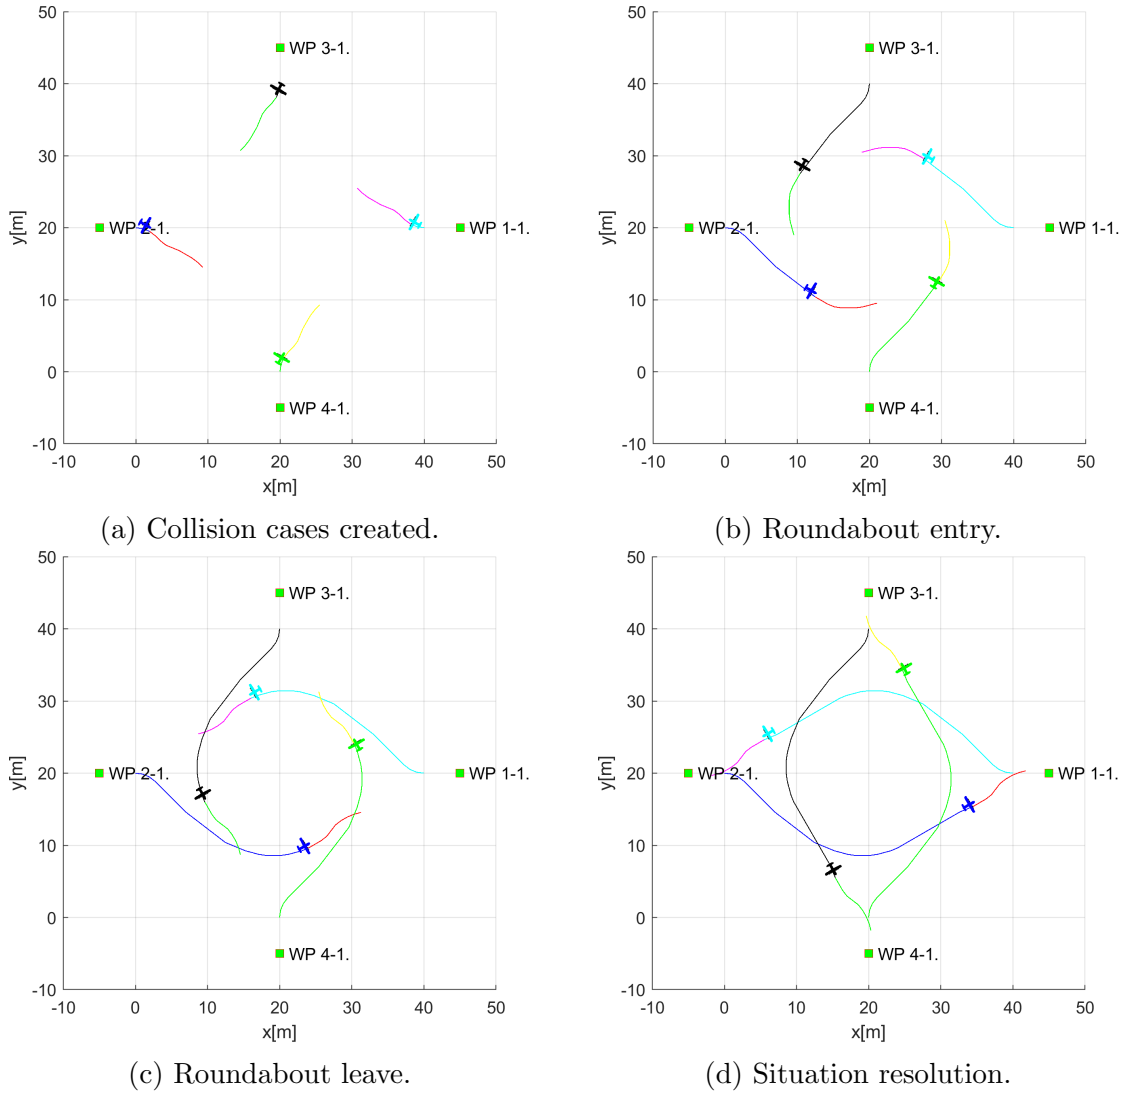 50
40
30
20
10
0
-10
y[m]
-10 0 10 20 30 40 50
x[m]
WP 3-1.
WP 2-1.
WP 1-1.
WP 4-1.
(a) Collision cases created.
50
40
30
20
10
0
-10
y[m]
-10 0 10 20 30 40 50
x[m]
WP 3-1.
WP 2-1.
WP 1-1.
WP 4-1.
(b) Roundabout entry.
50
40
30
20
10
0
-10
y[m]
-10 0 10 20 30 40 50
x[m]
WP 3-1.
WP 2-1.
WP 1-1.
WP 4-1.
(c) Roundabout leave.
50
40
30
20
10
0
-10
y[m]
-10 0 10 20 30 40 50
x[m]
WP 3-1.
WP 2-1.
WP 1-1.
WP 4-1.
(d) Situation resolution.